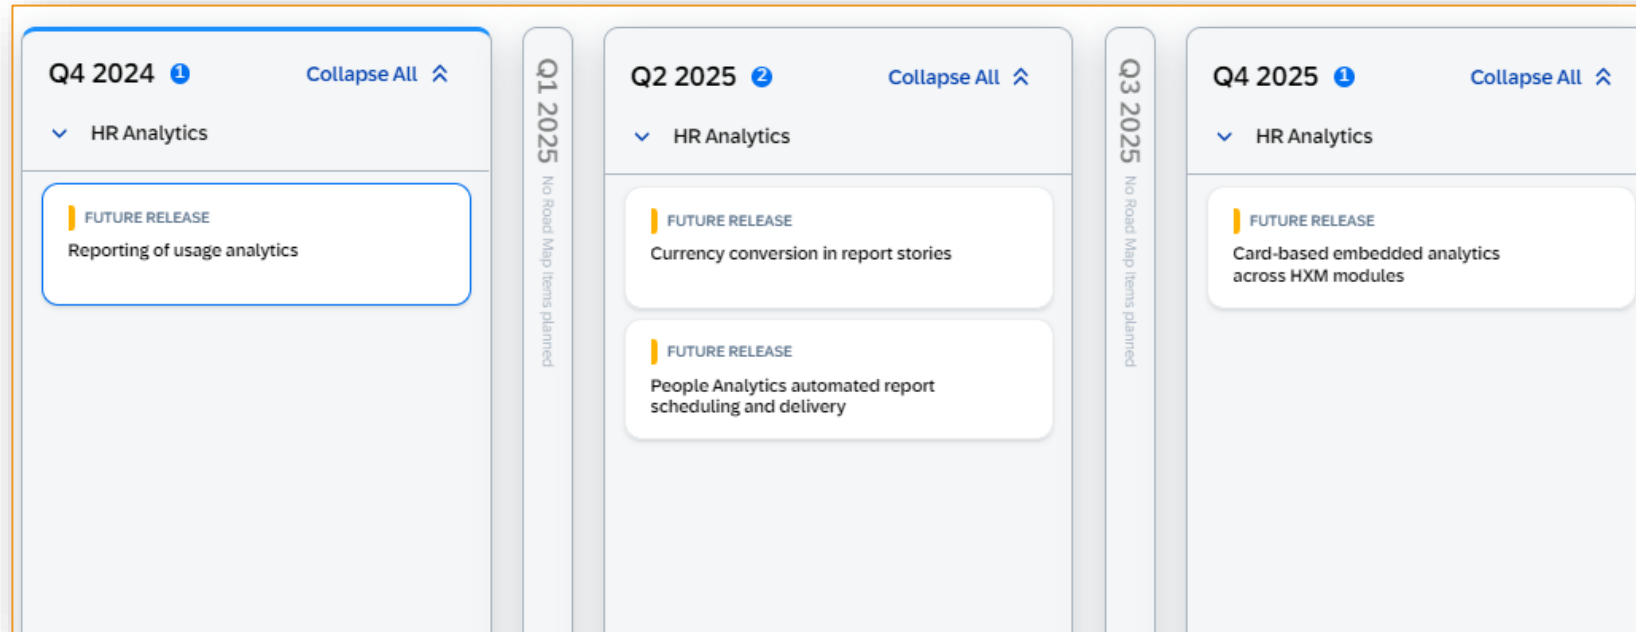 Q4 2024 1 Collapse All
HR Analytics
FUTURE RELEASE
Reporting of usage analytics
Q1 2025 No Road Map Items planned
Q2 2025 2 Collapse All
HR Analytics
FUTURE RELEASE
Currency conversion in report stories
FUTURE RELEASE
People Analytics automated report
scheduling and delivery
Q3 2025 No Road Map Items planned
Q4 2025 1 Collapse All
HR Analytics
FUTURE RELEASE
Card-based embedded analytics
across HXM modules